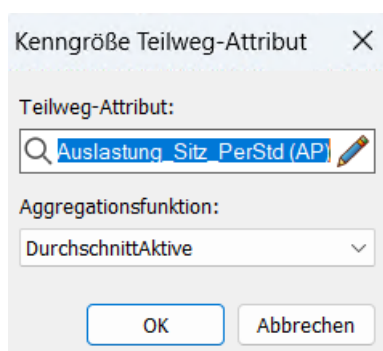 Kenngröße Teilweg-Attribut
Teilweg-Attribut:
Auslastung_Sitz_PerStd (AP)
Aggregationsfunktion:
DurchschnittAktive
OK Abbrechen